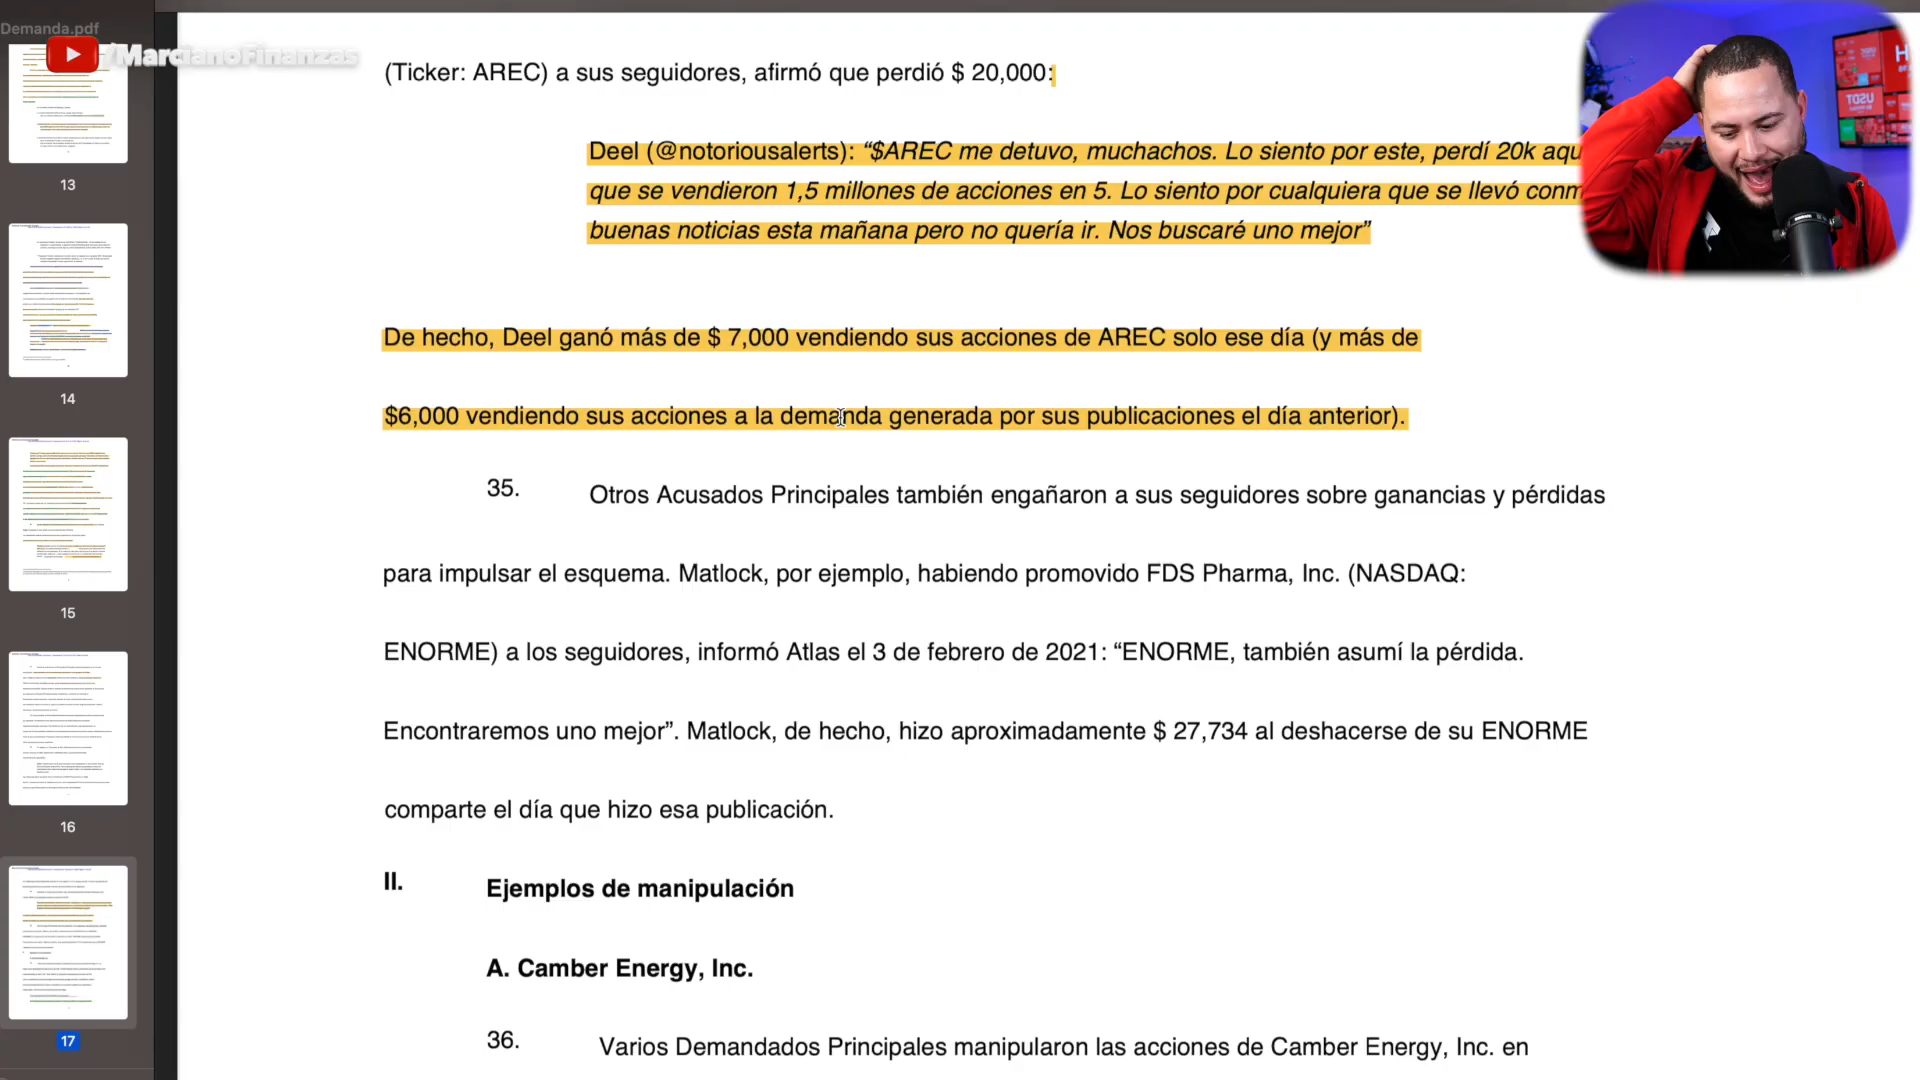 Demanda.pdf
/MarcianoFinanzas
(Ticker: AREC) a sus seguidores, afirmó que perdió $ 20,000:
Deel (@notoriousalerts): “$AREC me detuvo, muchachos. Lo siento por este, perdí 20k aqu
que se vendieron 1,5 millones de acciones en 5. Lo siento por cualquiera que se llevó conm
buenas noticias esta mañana pero no quería ir. Nos buscaré uno mejor”
De hecho, Deel ganó más de $ 7,000 vendiendo sus acciones de AREC solo ese día (y más de
$6,000 vendiendo sus acciones a la demanda generada por sus publicaciones el día anterior).
35. Otros Acusados Principales también engañaron a sus seguidores sobre ganancias y pérdidas
para impulsar el esquema. Matlock, por ejemplo, habiendo promovido FDS Pharma, Inc. (NASDAQ:
ENORME) a los seguidores, informó Atlas el 3 de febrero de 2021: “ENORME, también asumí la pérdida.
Encontraremos uno mejor”. Matlock, de hecho, hizo aproximadamente $ 27,734 al deshacerse de su ENORME
comparte el día que hizo esa publicación.
II. Ejemplos de manipulación
A. Camber Energy, Inc.
36. Varios Demandados Principales manipularon las acciones de Camber Energy, Inc. en
13
14
15
16
17
USDT